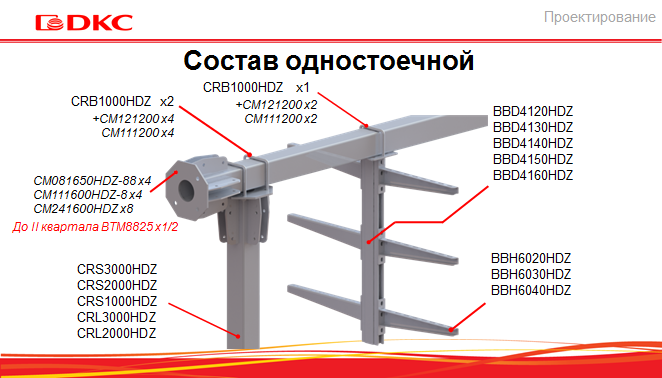 DKC
Проектирование
Состав одностоечной
CRB1000HDZ x2
+CM121200 x4
CM111200 x4
CRB1000HDZ x1
+CM121200 x2
CM111200 x2
BBD4120HDZ
BBD4130HDZ
BBD4140HDZ
BBD4150HDZ
BBD4160HDZ
CM081650HDZ-88 x4
CM111600HDZ-8 x4
CM241600HDZ x8
До II квартала BTM8825 x1/2
CRS3000HDZ
CRS2000HDZ
CRS1000HDZ
CRL3000HDZ
CRL2000HDZ
BBH6020HDZ
BBH6030HDZ
BBH6040HDZ